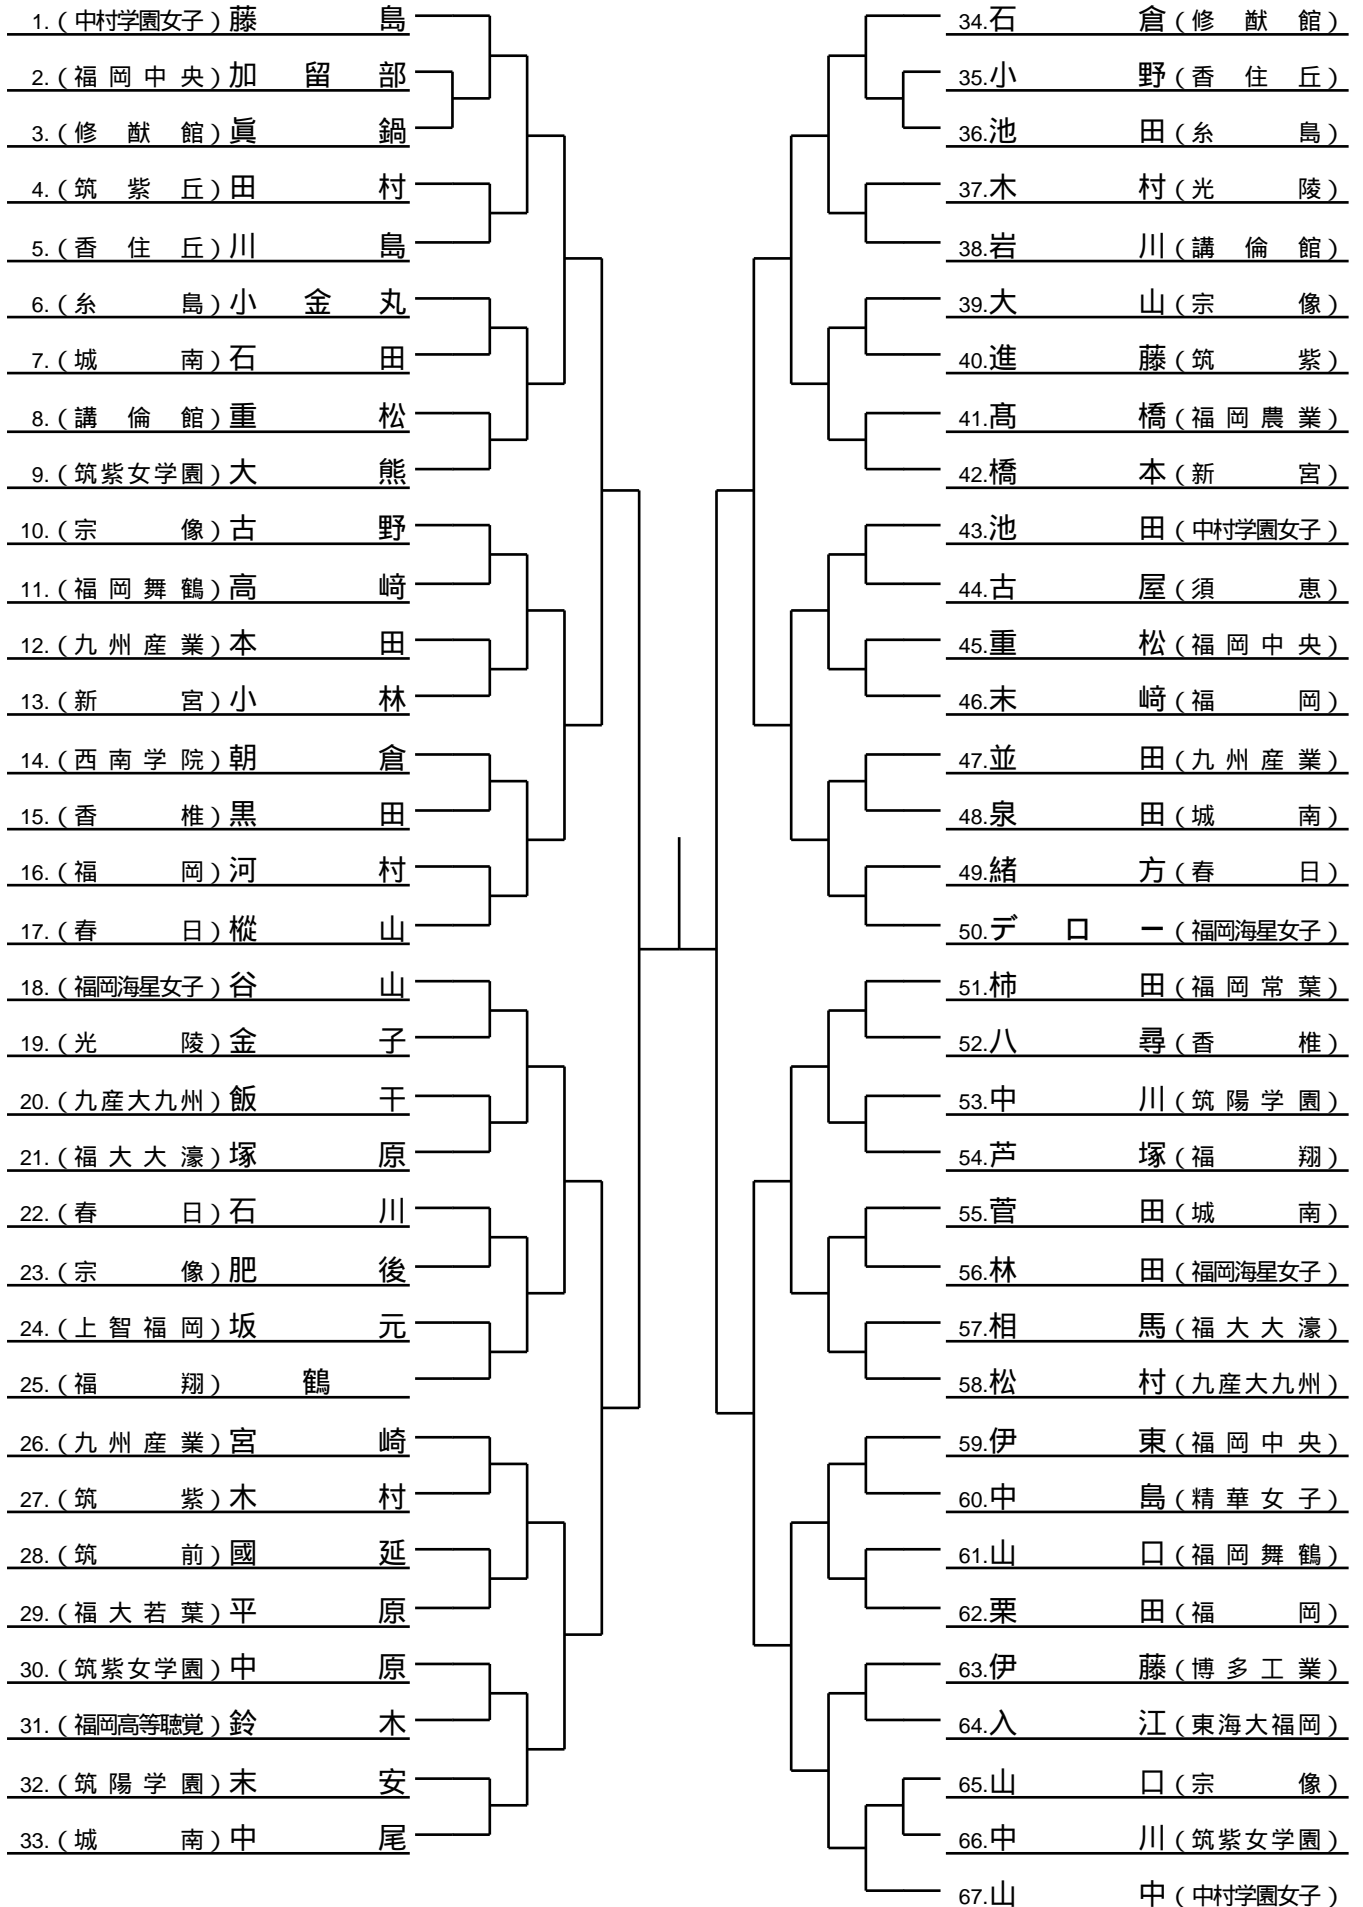 1.(中村学園女子)藤島
2.(福岡中央)加留部
3.(修猷館)眞鍋
4.(筑紫丘)田村
5.(香住丘)川島
6.(糸島)小金丸
7.(城南)石田
8.(講倫館)重松
9.(筑紫女学園)大熊
10.(宗像)古野
11.(福岡舞鶴)高﨑
12.(九州産業)本田
13.(新宮)小林
14.(西南学院)朝倉
15.(香椎)黒田
16.(福岡)河村
17.(春日)樅山
18.(福岡海星女子)谷山
19.(光陵)金子
20.(九産大九州)飯干
21.(福大大濠)塚原
22.(春日)石川
23.(宗像)肥後
24.(上智福岡)坂元
25.(福翔)鶴
26.(九州産業)宮崎
27.(筑紫)木村
28.(筑前)國延
29.(福大若葉)平原
30.(筑紫女学園)中原
31.(福岡高等聴覚)鈴木
32.(筑陽学園)末安
33.(城南)中尾
34.石倉(修猷館)
35.小野(香住丘)
36.池田(糸島)
37.木村(光陵)
38.岩川(講倫館)
39.大山(宗像)
40.進藤(筑紫)
41.髙橋(福岡農業)
42.橋本(新宮)
43.池田(中村学園女子)
44.古屋(須恵)
45.重松(福岡中央)
46.末﨑(福岡)
47.並田(九州産業)
48.泉田(城南)
49.緒方(春日)
50.デロー(福岡海星女子)
51.柿田(福岡常葉)
52.八尋(香椎)
53.中川(筑陽学園)
54.芦塚(福翔)
55.菅田(城南)
56.林田(福岡海星女子)
57.相馬(福大大濠)
58.松村(九産大九州)
59.伊東(福岡中央)
60.中島(精華女子)
61.山口(福岡舞鶴)
62.栗田(福岡)
63.伊藤(博多工業)
64.入江(東海大福岡)
65.山口(宗像)
66.中川(筑紫女学園)
67.山中(中村学園女子)